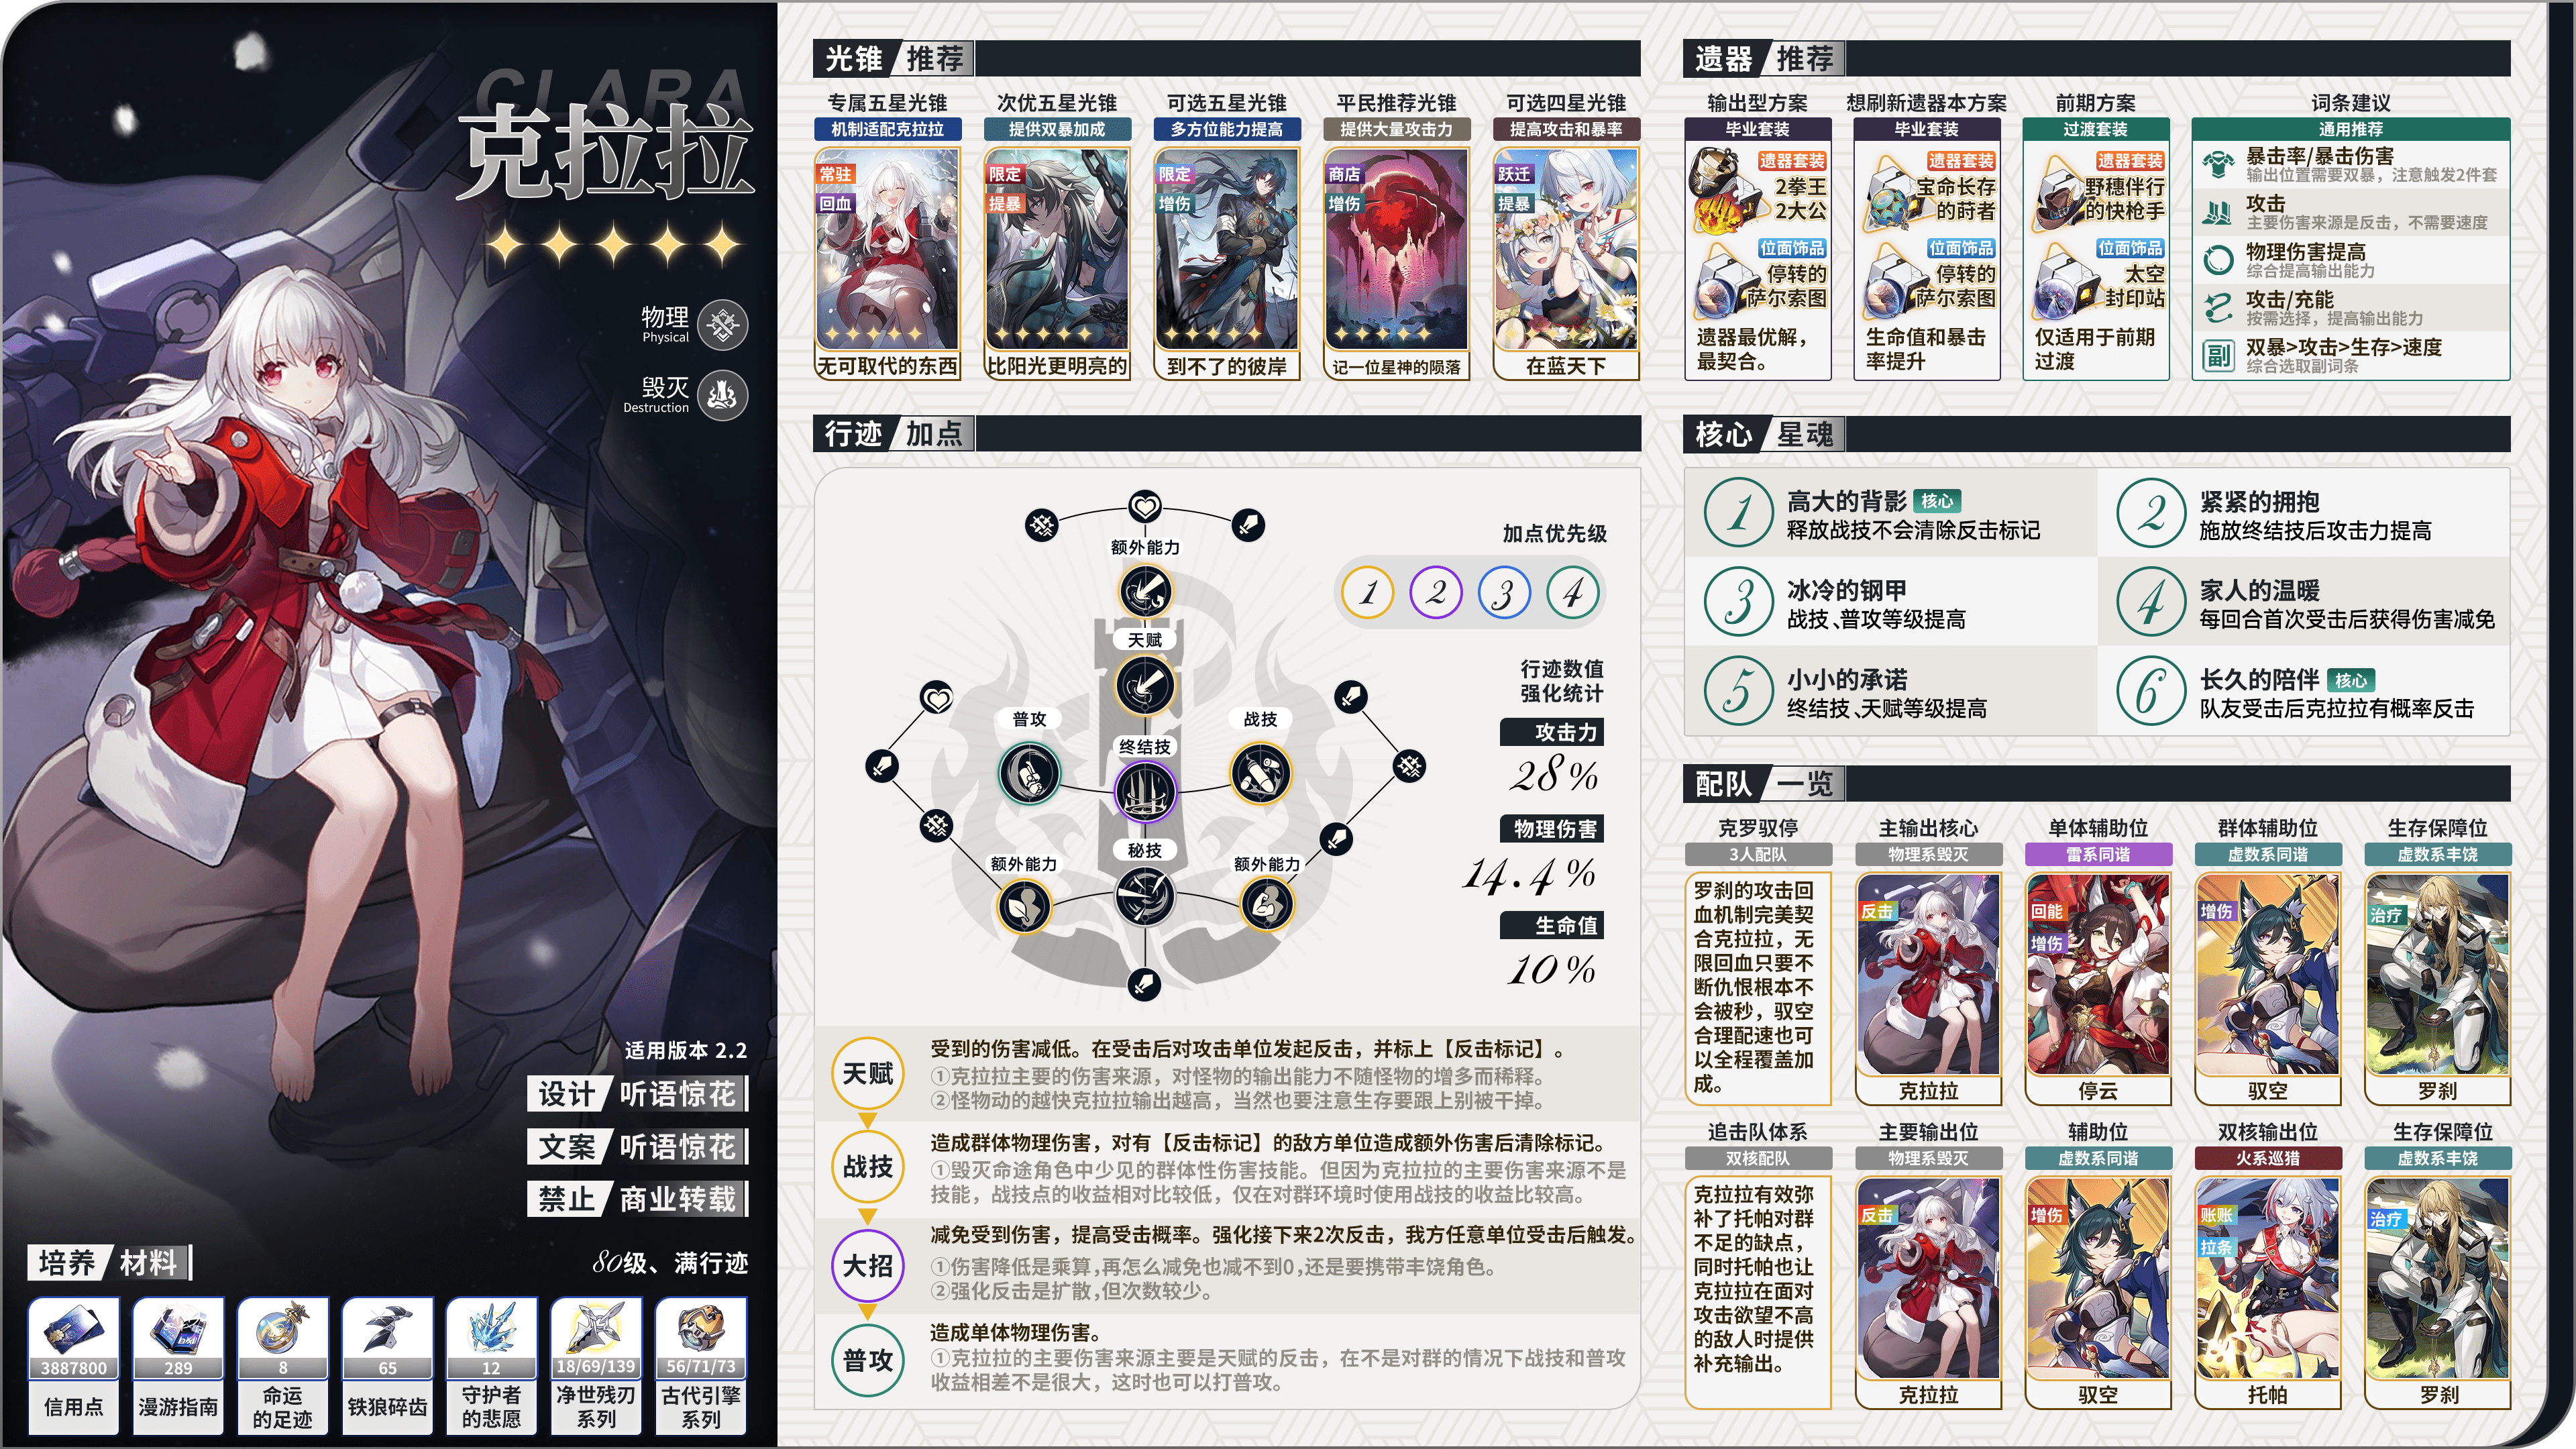 CLARA
克拉拉
物理
Physical
毁灭
Destruction
适用版本 2.2
设计 听语惊花
文案 听语惊花
禁止 商业转载
培养 材料
80级、满行迹
3887800
信用点
289
漫游指南
8
命运
的足迹
65
铁狼碎齿
12
守护者
的悲愿
18/69/139
净世残刃
系列
56/71/73
古代引擎
系列
光锥 推荐
专属五星光锥
机制适配克拉拉
常驻
回血
无可取代的东西
次优五星光锥
提供双暴加成
限定
提暴
比阳光更明亮的
可选五星光锥
多方位能力提高
限定
增伤
到不了的彼岸
平民推荐光锥
提供大量攻击力
商店
增伤
记一位星神的陨落
可选四星光锥
提高攻击和暴率
跃迁
提暴
在蓝天下
行迹 加点
额外能力
天赋
普攻
终结技
战技
秘技
额外能力
额外能力
加点优先级
1 2 3 4
行迹数值
强化统计
攻击力
28%
物理伤害
14.4%
生命值
10%
天赋
受到的伤害减低。在受击后对攻击单位发起反击，并标上【反击标记】。
①克拉拉主要的伤害来源，对怪物的输出能力不随怪物的增多而稀释。
②怪物动的越快克拉拉输出越高，当然也要注意生存要跟上别被干掉。
战技
造成群体物理伤害，对有【反击标记】的敌方单位造成额外伤害后清除标记。
①毁灭命途角色中少见的群体性伤害技能。但因为克拉拉的主要伤害来源不是
技能，战技点的收益相对比较低，仅在对群环境时使用战技的收益比较高。
大招
减免受到伤害，提高受击概率。强化接下来2次反击，我方任意单位受击后触发。
①伤害降低是乘算,再怎么减免也减不到0,还是要携带丰饶角色。
②强化反击是扩散,但次数较少。
普攻
造成单体物理伤害。
①克拉拉的主要伤害来源主要是天赋的反击，在不是对群的情况下战技和普攻
收益相差不是很大，这时也可以打普攻。
遗器 推荐
输出型方案
毕业套装
遗器套装
2拳王
2大公
位面饰品
停转的
萨尔索图
遗器最优解，
最契合。
想刷新遗器本方案
毕业套装
遗器套装
宝命长存
的莳者
位面饰品
停转的
萨尔索图
生命值和暴击
率提升
前期方案
过渡套装
遗器套装
野穗伴行
的快枪手
位面饰品
太空
封印站
仅适用于前期
过渡
词条建议
通用推荐
暴击率/暴击伤害
输出位置需要双暴，注意触发2件套
攻击
主要伤害来源是反击，不需要速度
物理伤害提高
综合提高输出能力
攻击/充能
按需选择，提高输出能力
副
双暴>攻击>生存>速度
综合选取副词条
核心 星魂
1
高大的背影 核心
释放战技不会清除反击标记
2
紧紧的拥抱
施放终结技后攻击力提高
3
冰冷的钢甲
战技、普攻等级提高
4
家人的温暖
每回合首次受击后获得伤害减免
5
小小的承诺
终结技、天赋等级提高
6
长久的陪伴 核心
队友受击后克拉拉有概率反击
配队 一览
克罗驭停
3人配队
罗刹的攻击回
血机制完美契
合克拉拉，无
限回血只要不
断仇恨根本不
会被秒，驭空
合理配速也可
以全程覆盖加
成。
主输出核心
物理系毁灭
反击
克拉拉
单体辅助位
雷系同谐
回能
增伤
停云
群体辅助位
虚数系同谐
增伤
驭空
生存保障位
虚数系丰饶
治疗
罗刹
追击队体系
双核配队
克拉拉有效弥
补了托帕对群
不足的缺点，
同时托帕也让
克拉拉在面对
攻击欲望不高
的敌人时提供
补充输出。
主要输出位
物理系毁灭
反击
克拉拉
辅助位
虚数系同谐
增伤
驭空
双核输出位
火系巡猎
账账
拉条
托帕
生存保障位
虚数系丰饶
治疗
罗刹